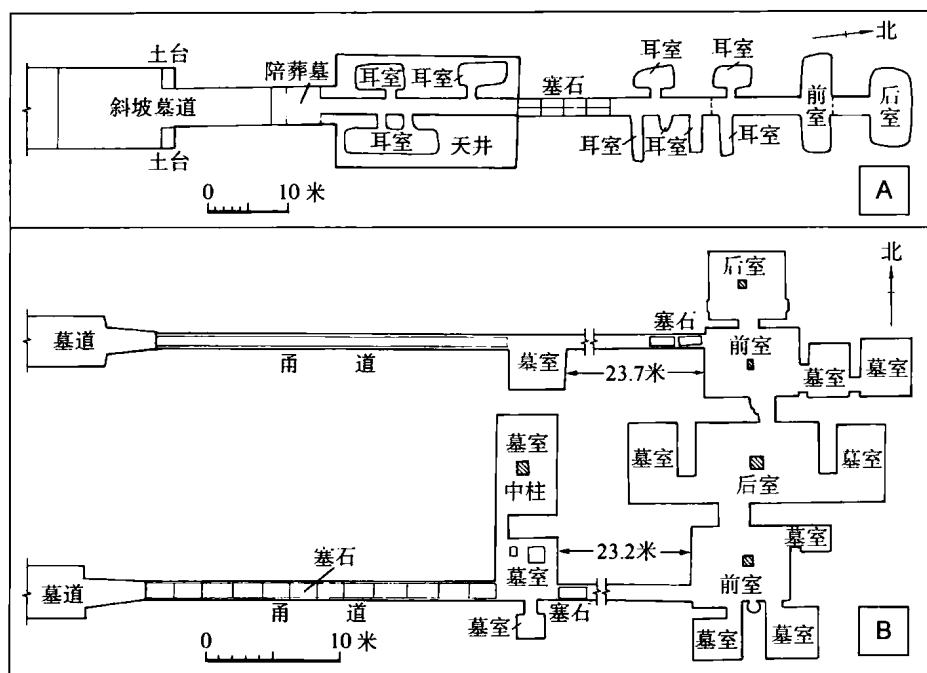 北
土台
陪葬墓
耳室
耳室
塞石
耳室
耳室
前室
后室
斜坡墓道
耳室
天井
耳室
耳室
耳室
土台
0 10 米
A
北
后室
墓道
塞石
前室
甬道
墓室
23.7米
墓室
墓室
墓室
中柱
墓室
墓室
后室
塞石
23.2米
墓室
墓道
墓室
前室
甬道
塞石
墓室
墓室
墓室
0 10 米
B